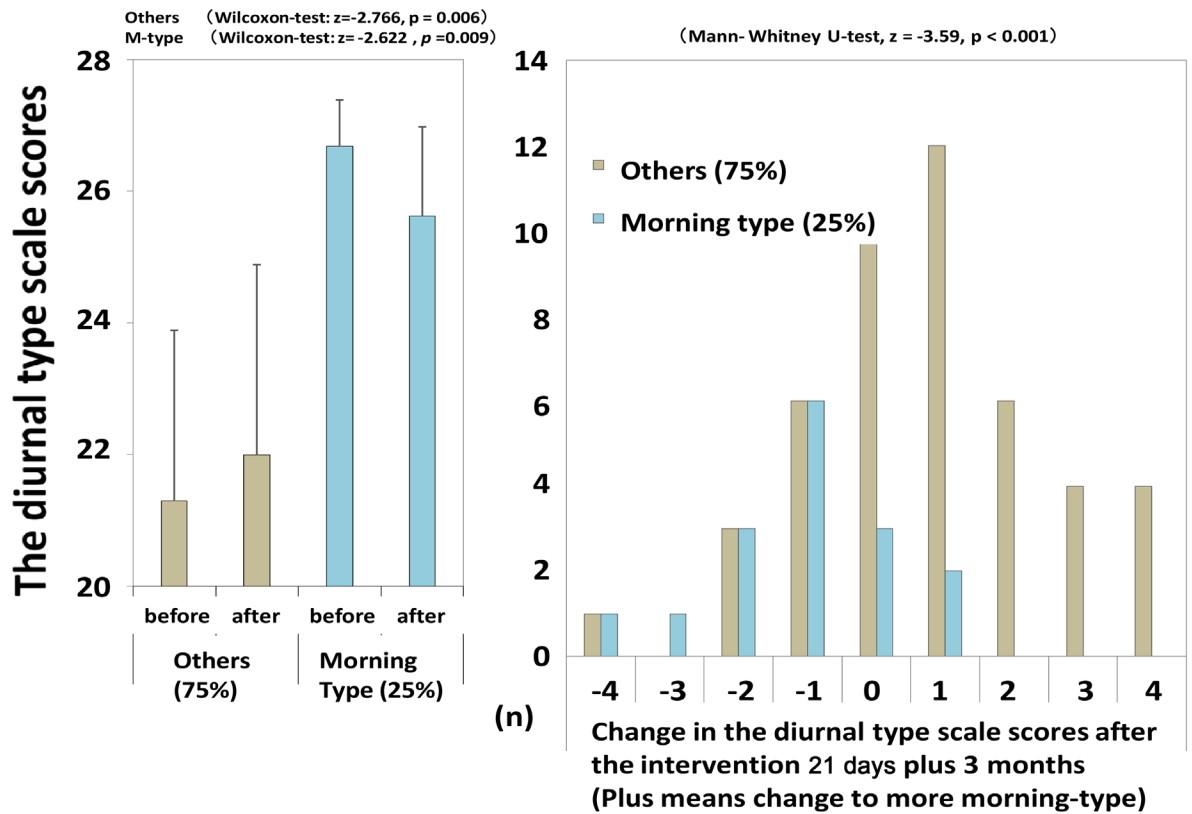 Others （Wilcoxon-test: z=-2.766, p = 0.006）
M-type （Wilcoxon-test: z= -2.622 , p =0.009）
The diurnal type scale scores
28
26
24
22
20
before after before after
Others (75%)
Morning Type (25%)
（Mann- Whitney U-test, z = -3.59, p < 0.001）
14
12
10
8
6
4
2
0
Others (75%)
Morning type (25%)
-4 -3 -2 -1 0 1 2 3 4
(n)
Change in the diurnal type scale scores after
the intervention 21 days plus 3 months
(Plus means change to more morning-type)